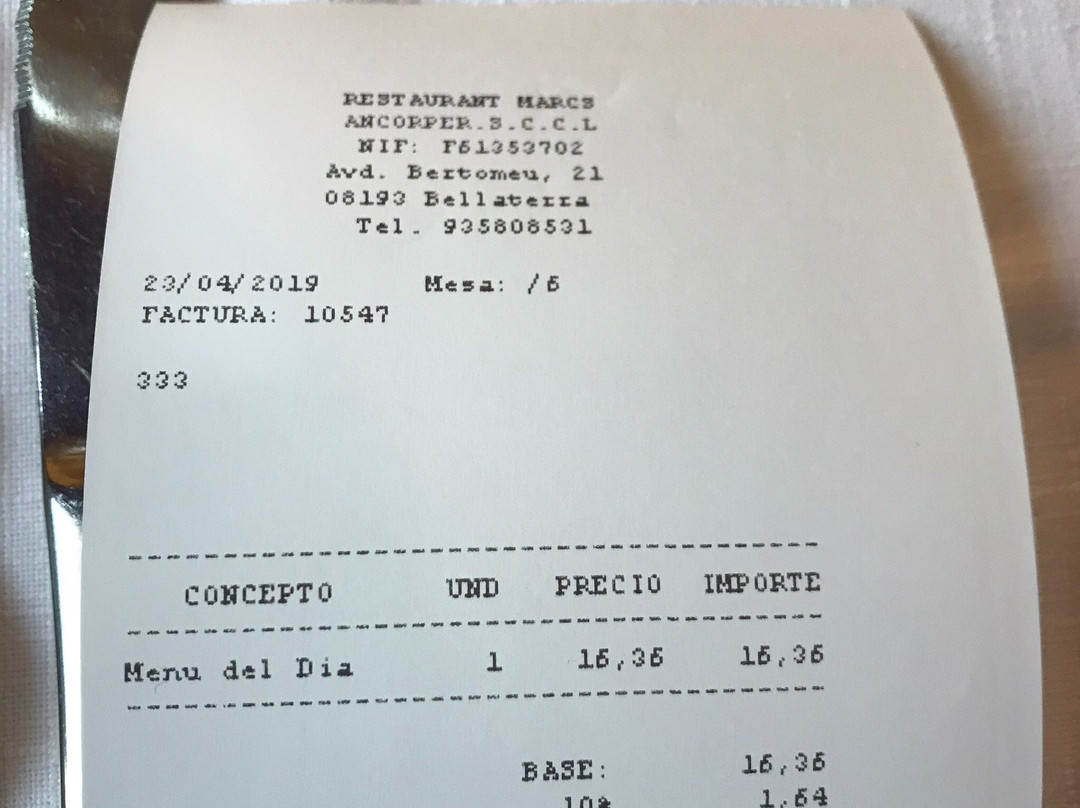 RESTAURANT MARCS
ANCORPER.S.C.C.L
NIF: F61353702
Avd. Bertomeu, 21
08193 Bellaterra
Tel. 935808531
23/04/2019 Mesa: /6
FACTURA: 10547
333
CONCEPTO UND PRECIO IMPORTE
Menu del Dia 1 16,36 16,36
BASE: 16,36
10% 1,64